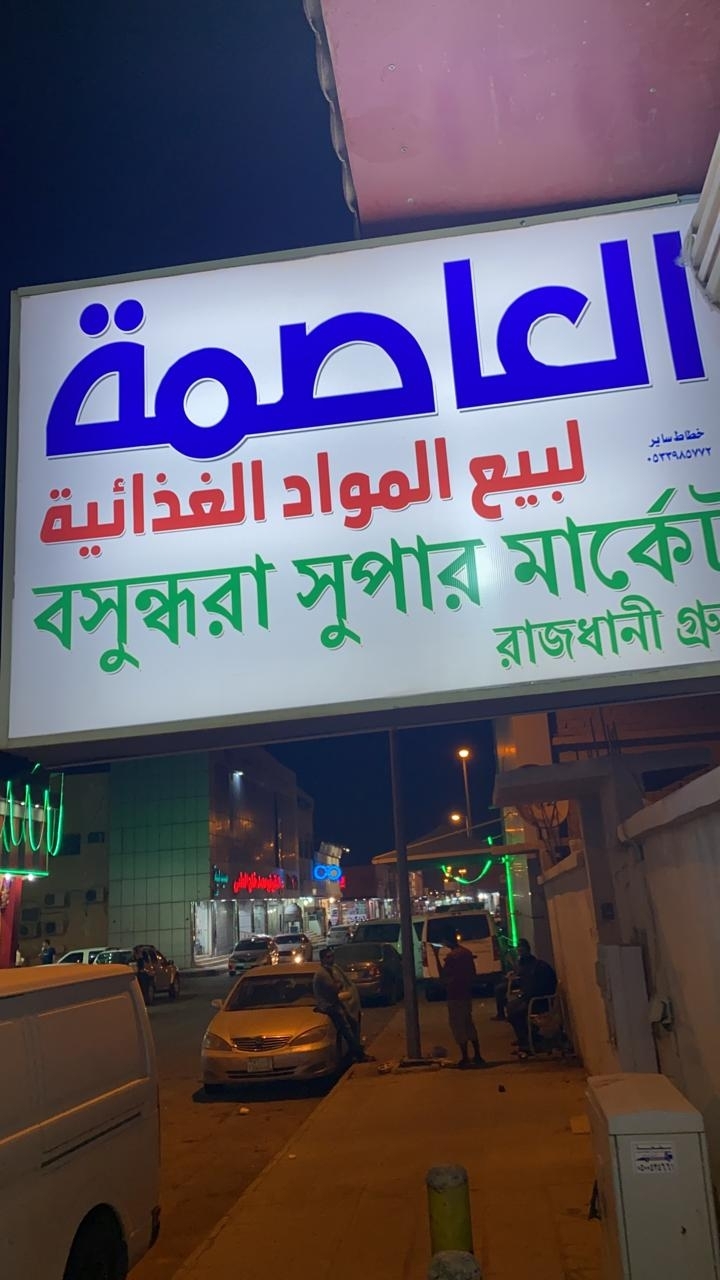 العاصمة
خطاط ساير
٠٥٣٣٩٨٥٧٧٢
لبيع المواد الغذائية
বসুন্ধরা সুপার মার্কেট
রাজধানী